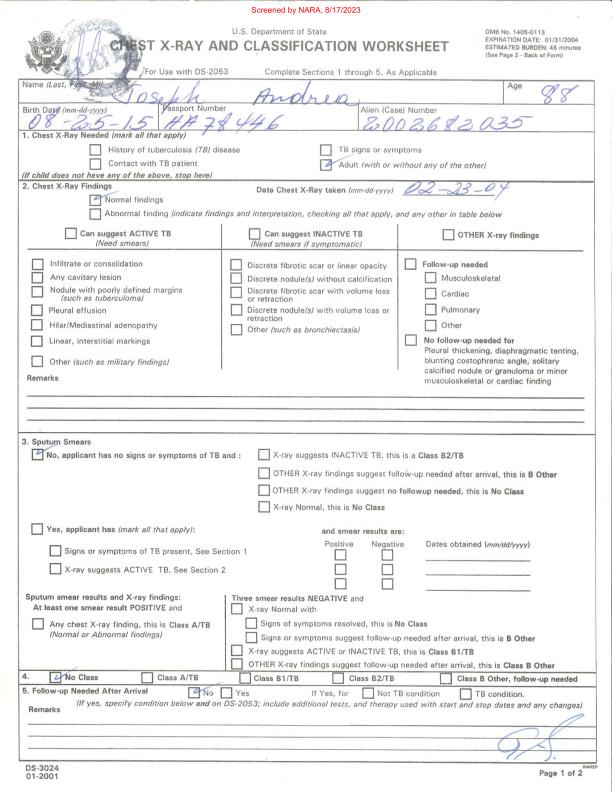 Screened by NARA, 8/17/2023
U.S. Department of State
CHEST X-RAY AND CLASSIFICATION WORKSHEET
OMB No. 1405-0113
EXPIRATION DATE: 01/31/2004
ESTIMATED BURDEN: 45 minutes
(See Page 2 - Back of Form)
For Use with DS-2053 Complete Sections 1 through 5, As Applicable
Name (Last, First, MI) Joseph Andrea Age 88
Birth Date (mm-dd-yyyy) 08-25-15 Passport Number AA78446 Alien (Case) Number 2002682035
1. Chest X-Ray Needed (mark all that apply)
History of tuberculosis (TB) disease TB signs or symptoms
Contact with TB patient Adult (with or without any of the other)
(If child does not have any of the above, stop here)
2. Chest X-Ray Findings Date Chest X-Ray taken (mm-dd-yyyy) 02-23-04
Normal findings
Abnormal finding (indicate findings and interpretation, checking all that apply, and any other in table below
Can suggest ACTIVE TB
(Need smears)
Can suggest INACTIVE TB
(Need smears if symptomatic)
OTHER X-ray findings
Infiltrate or consolidation
Any cavitary lesion
Nodule with poorly defined margins
(such as tuberculoma)
Pleural effusion
Hilar/Mediastinal adenopathy
Linear, interstitial markings
Other (such as military findings)
Discrete fibrotic scar or linear opacity
Discrete nodule(s) without calcification
Discrete fibrotic scar with volume loss
or retraction
Discrete nodule(s) with volume loss or
retraction
Other (such as bronchiectasis)
Follow-up needed
Musculoskeletal
Cardiac
Pulmonary
Other
No follow-up needed for
Pleural thickening, diaphragmatic tenting,
blunting costophrenic angle, solitary
calcified nodule or granuloma or minor
musculoskeletal or cardiac finding
Remarks
3. Sputum Smears
No, applicant has no signs or symptoms of TB and :
X-ray suggests INACTIVE TB, this is a Class B2/TB
OTHER X-ray findings suggest follow-up needed after arrival, this is B Other
OTHER X-ray findings suggest no followup needed, this is No Class
X-ray Normal, this is No Class
Yes, applicant has (mark all that apply): and smear results are:
Positive Negative Dates obtained (mm/dd/yyyy)
Signs or symptoms of TB present, See Section 1
X-ray suggests ACTIVE TB, See Section 2
Sputum smear results and X-ray findings:
At least one smear result POSITIVE and
Any chest X-ray finding, this is Class A/TB
(Normal or Abnormal findings)
Three smear results NEGATIVE and
X-ray Normal with
Signs of symptoms resolved, this is No Class
Signs or symptoms suggest follow-up needed after arrival, this is B Other
X-ray suggests ACTIVE or INACTIVE TB, this is Class B1/TB
OTHER X-ray findings suggest follow-up needed after arrival, this is Class B Other
4. No Class Class A/TB Class B1/TB Class B2/TB Class B Other, follow-up needed
5. Follow-up Needed After Arrival No Yes If Yes, for Not TB condition TB condition.
(If yes, specify condition below and on DS-2053; include additional tests, and therapy used with start and stop dates and any changes)
Remarks
DS-3024
01-2001
Page 1 of 2